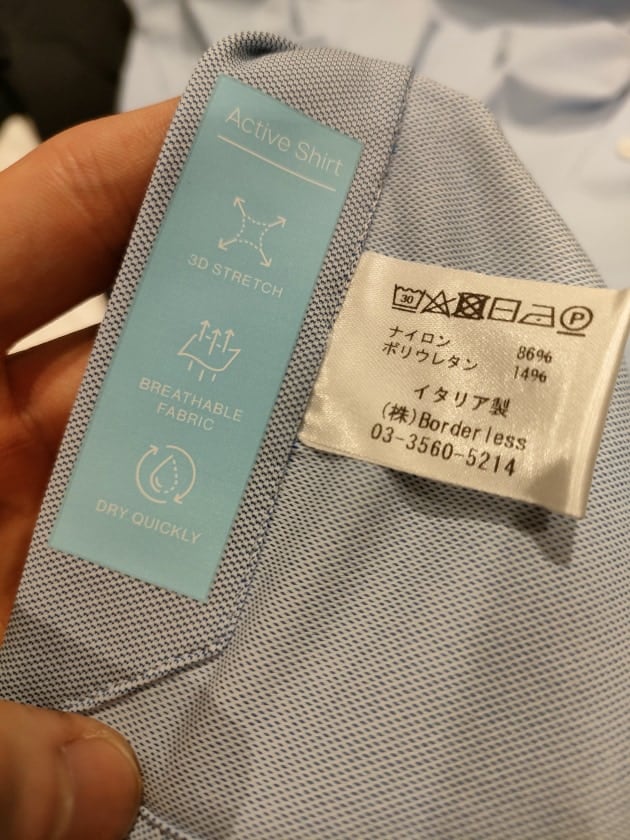 Active Shirt
3D STRETCH
BREATHABLE
FABRIC
DRY QUICKLY
30
P
ナイロン 86%
ポリウレタン 14%
イタリア製
(株)Borderless
03-3560-5214